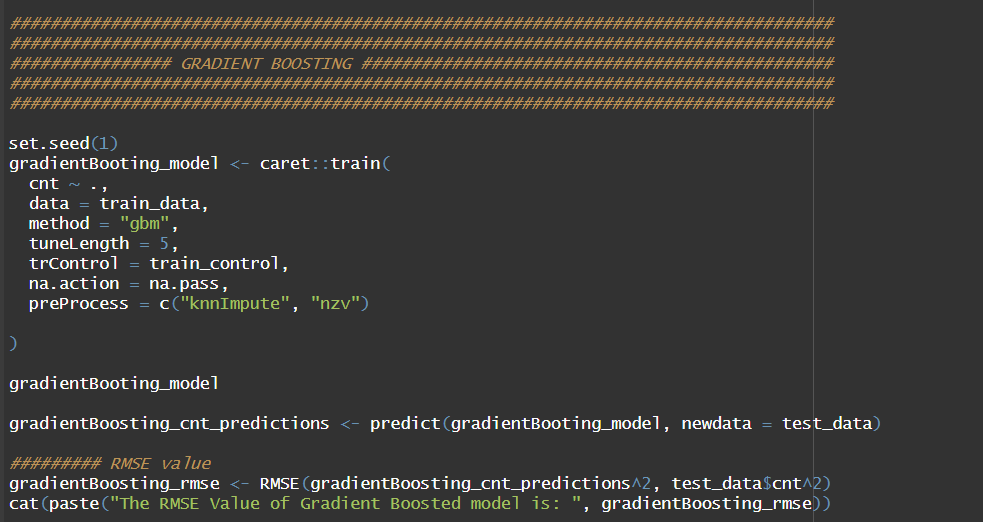 ##################################################################################
##################################################################################
################ GRADIENT BOOSTING ###############################################
##################################################################################
##################################################################################
set.seed(1)
gradientBooting_model <- caret::train(
  cnt ~ .,
  data = train_data,
  method = "gbm",
  tuneLength = 5,
  trControl = train_control,
  na.action = na.pass,
  preProcess = c("knnImpute", "nzv")
)
gradientBooting_model
gradientBoosting_cnt_predictions <- predict(gradientBooting_model, newdata = test_data)
######### RMSE value
gradientBoosting_rmse <- RMSE(gradientBoosting_cnt_predictions^2, test_data$cnt^2)
cat(paste("The RMSE Value of Gradient Boosted model is: ", gradientBoosting_rmse))